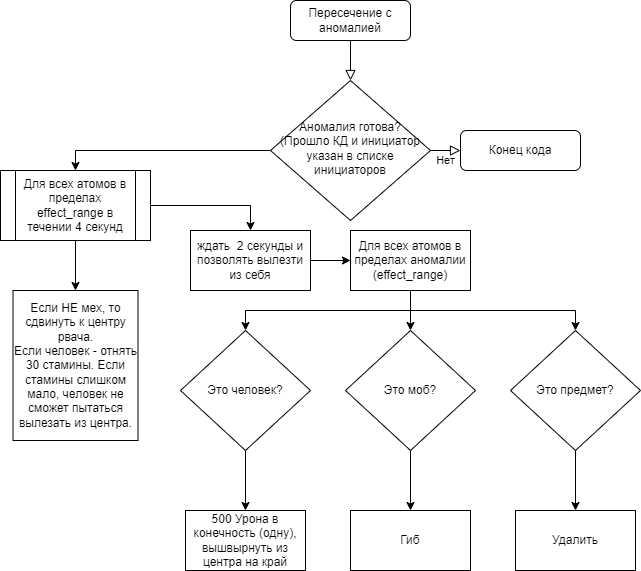 Пересечение с
аномалией
Аномалия готова?
(Прошло КД и инициатор
указан в списке
инициаторов
Нет
Конец кода
Для всех атомов в
пределах
effect_range в
течении 4 секунд
ждать 2 секунды и
позволять вылезти
из себя
Для всех атомов в
пределах аномалии
(effect_range)
Если НЕ мех, то
сдвинуть к центру
рвача.
Если человек - отнять
30 стамины. Если
стамины слишком
мало, человек не
сможет пытаться
вылезать из центра.
Это человек?
Это моб?
Это предмет?
500 Урона в
конечность (одну),
вышвырнуть из
центра на край
Гиб
Удалить